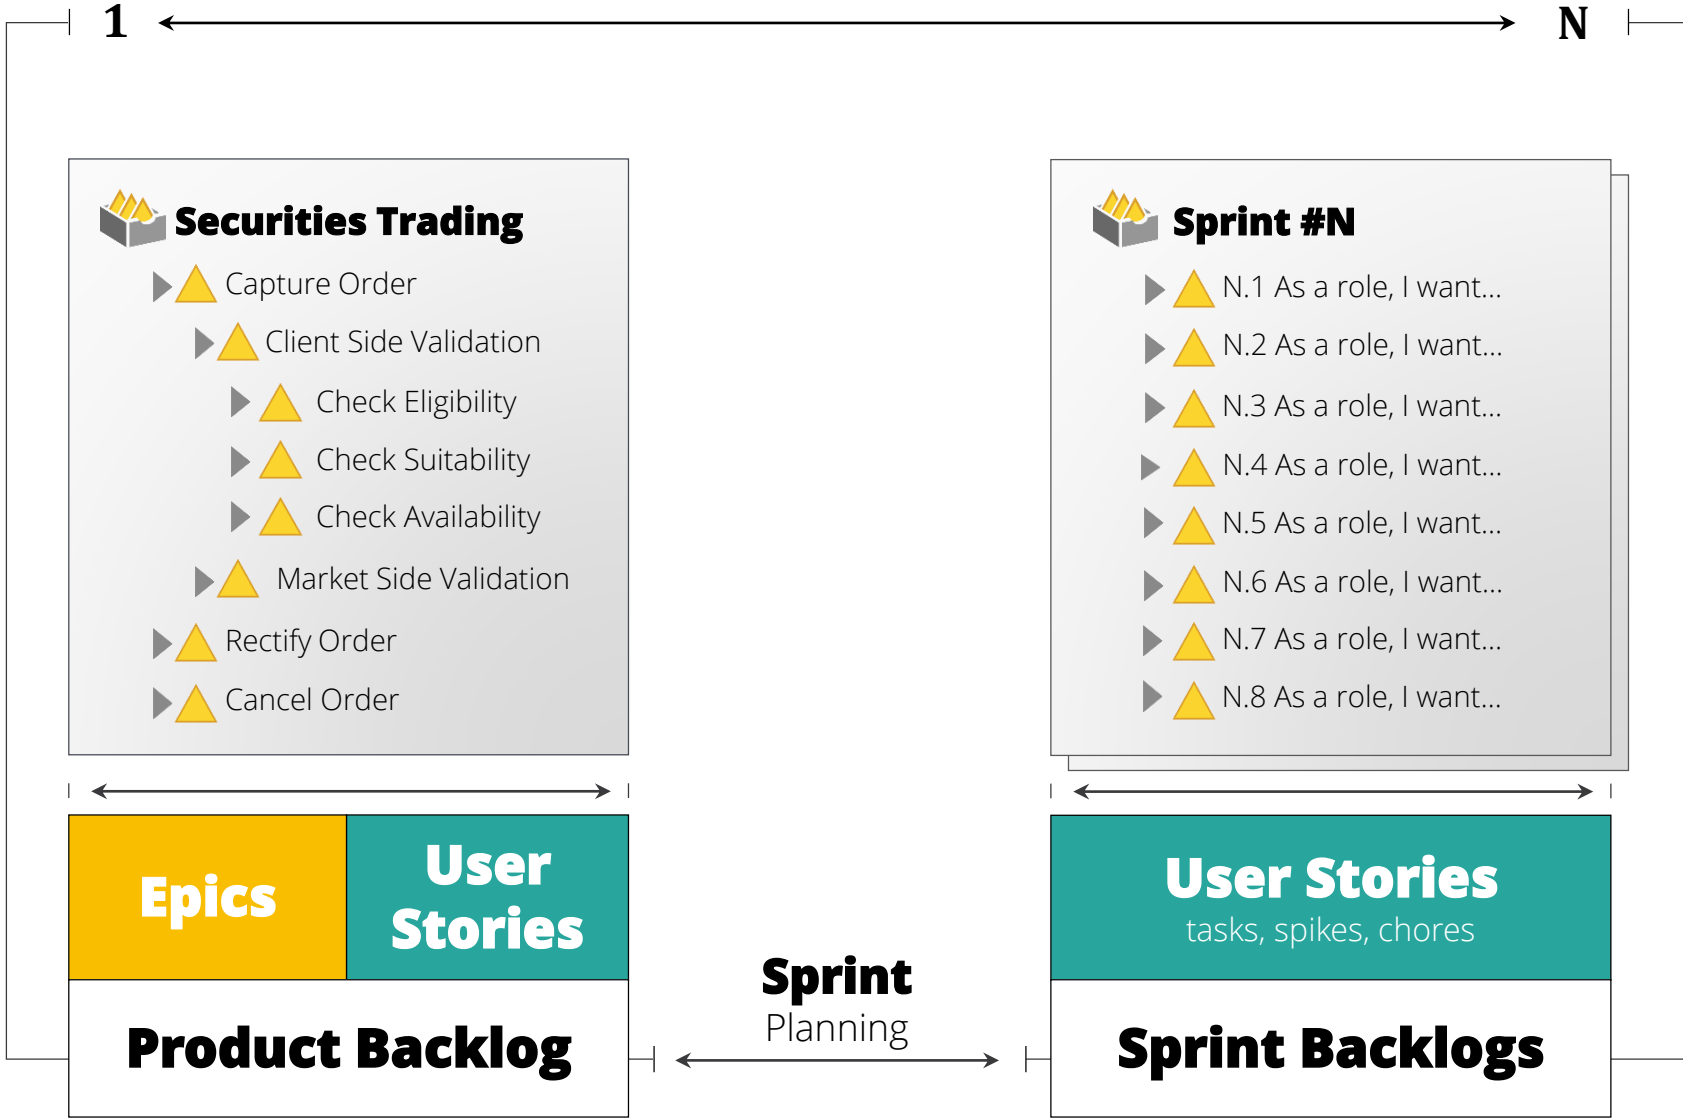 1
N
Securities Trading
Capture Order
Client Side Validation
Check Eligibility
Check Suitability
Check Availability
Market Side Validation
Rectify Order
Cancel Order
Epics
User
Stories
Product Backlog
Sprint
Planning
Sprint #N
N.1 As a role, I want...
N.2 As a role, I want...
N.3 As a role, I want...
N.4 As a role, I want...
N.5 As a role, I want...
N.6 As a role, I want...
N.7 As a role, I want...
N.8 As a role, I want...
User Stories
tasks, spikes, chores
Sprint Backlogs